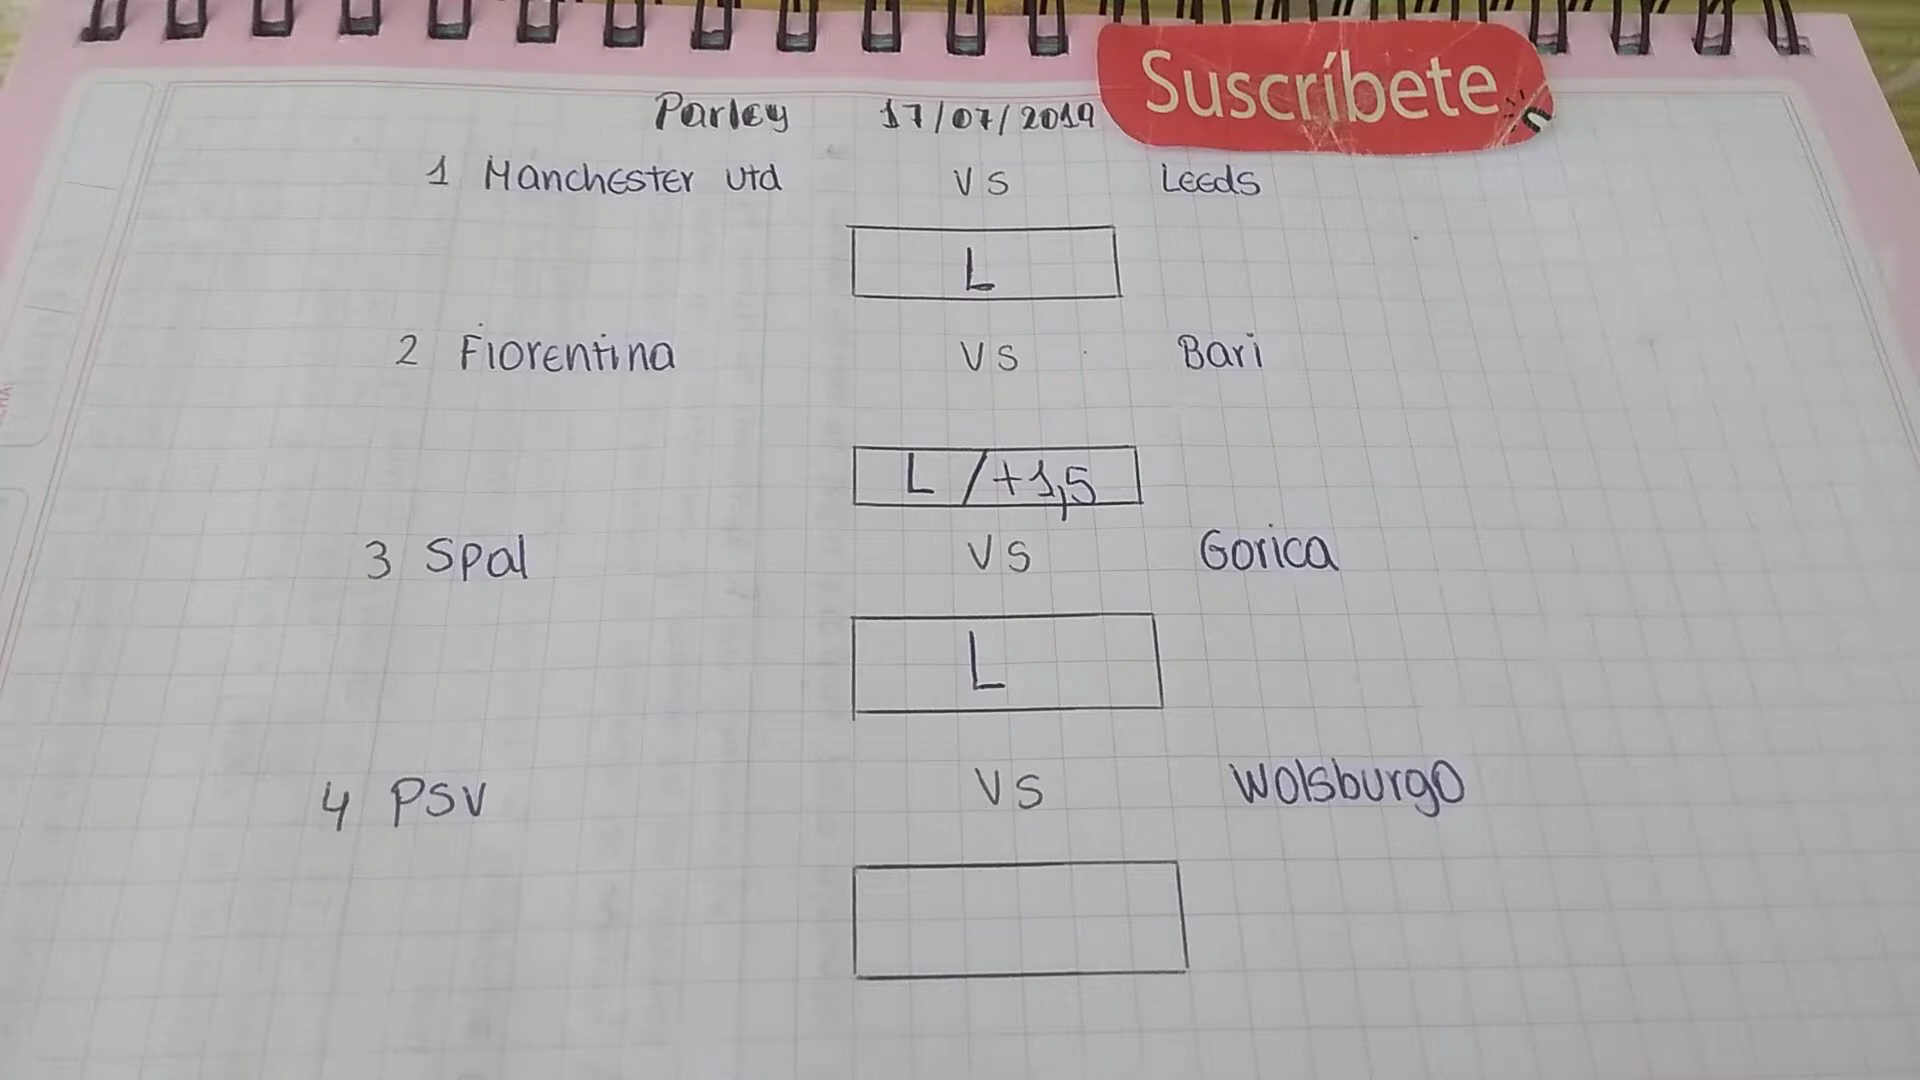 Suscríbete
Parley 17/07/2019
1 Manchester Utd VS Leeds
L
2 Fiorentina VS Bari
L/+1,5
3 Spal VS Gorica
L
4 PSV VS Wolsburgo